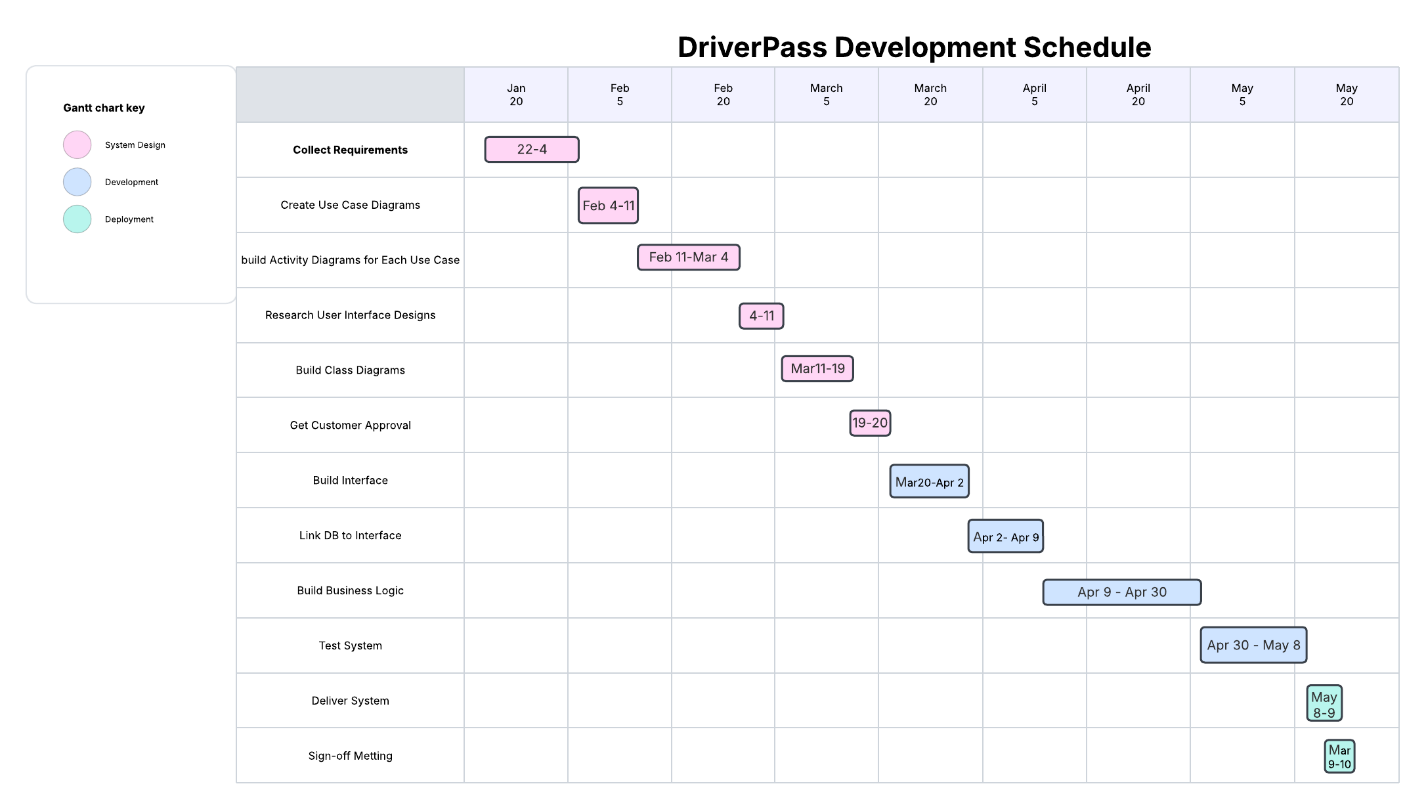 DriverPass Development Schedule
Gantt chart key
System Design
Development
Deployment
Jan
20
Feb
5
Feb
20
March
5
March
20
April
5
April
20
May
5
May
20
Collect Requirements
22-4
Create Use Case Diagrams
Feb 4-11
build Activity Diagrams for Each Use Case
Feb 11-Mar 4
Research User Interface Designs
4-11
Build Class Diagrams
Mar11-19
Get Customer Approval
19-20
Build Interface
Mar20-Apr 2
Link DB to Interface
Apr 2- Apr 9
Build Business Logic
Apr 9 - Apr 30
Test System
Apr 30 - May 8
Deliver System
May
8-9
Sign-off Metting
Mar
9-10